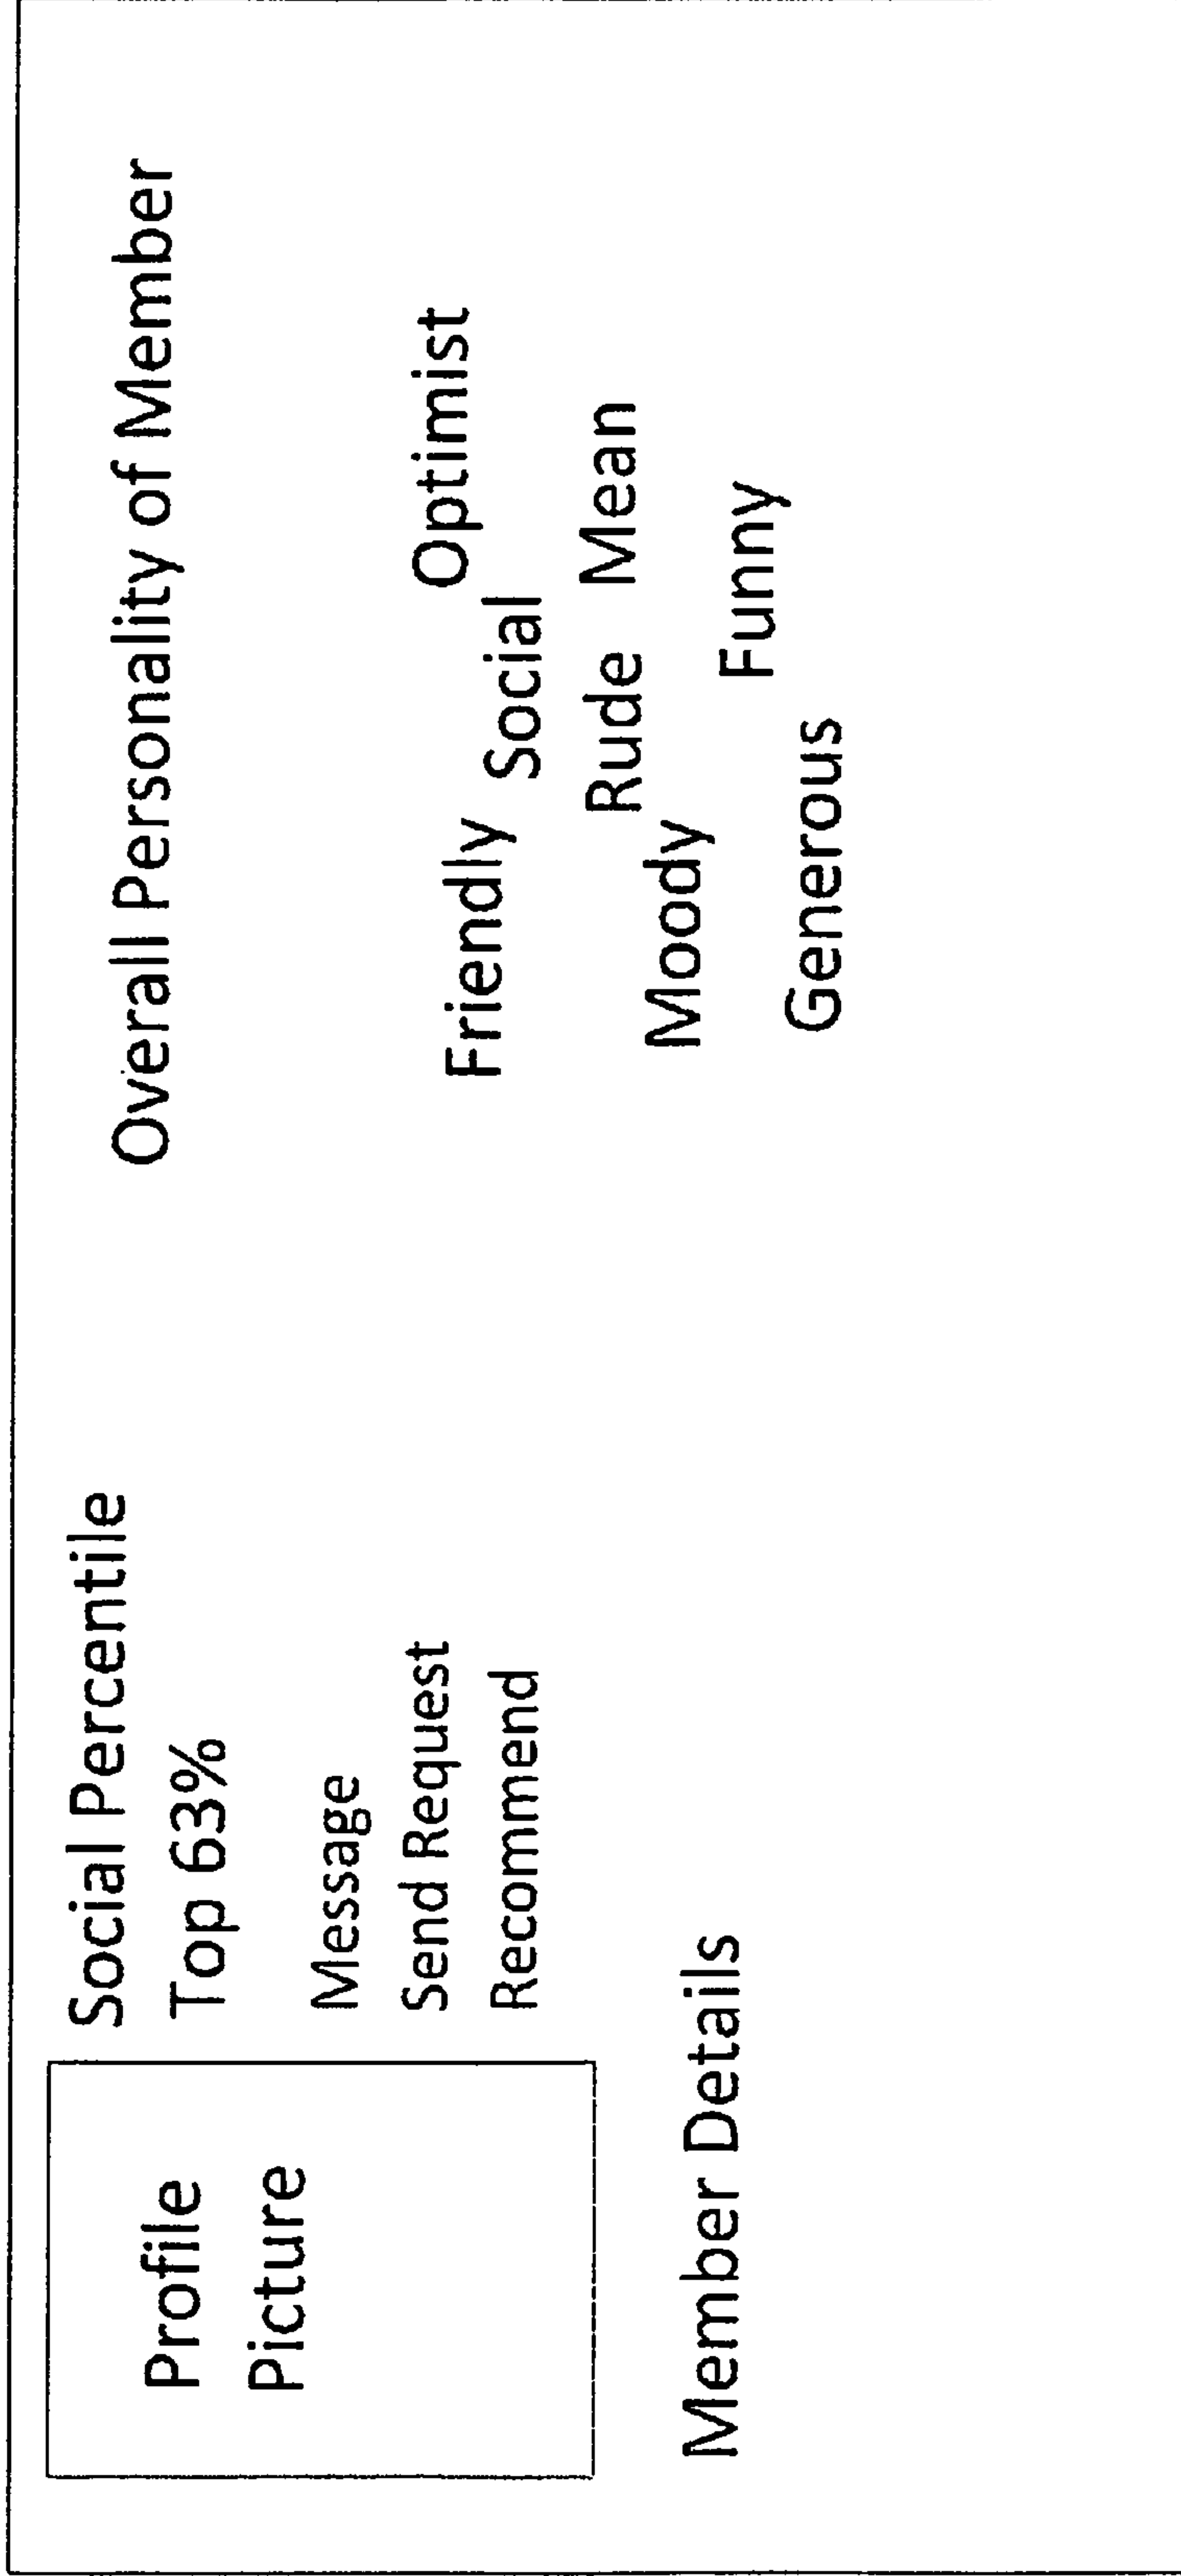 Profile
Picture
Social Percentile
Top 63%
Message
Send Request
Recommend
Member Details
Overall Personality of Member
Optimist
Friendly
Social
Rude Mean
Moody
Funny
Generous